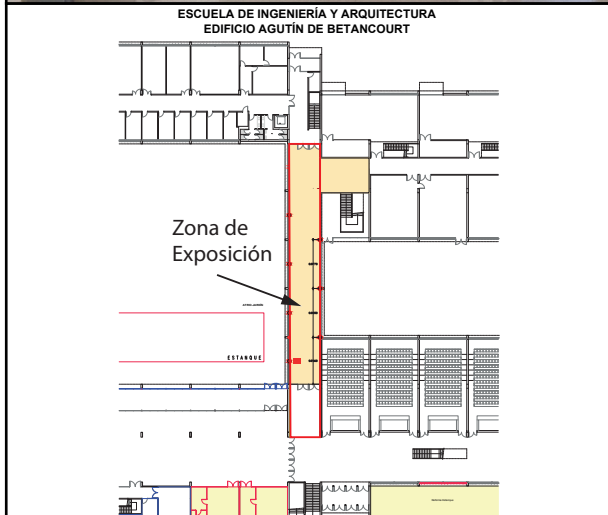 ESCUELA DE INGENIERÍA Y ARQUITECTURA
EDIFICIO AGUTÍN DE BETANCOURT
Zona de
Exposición
ESTANQUE